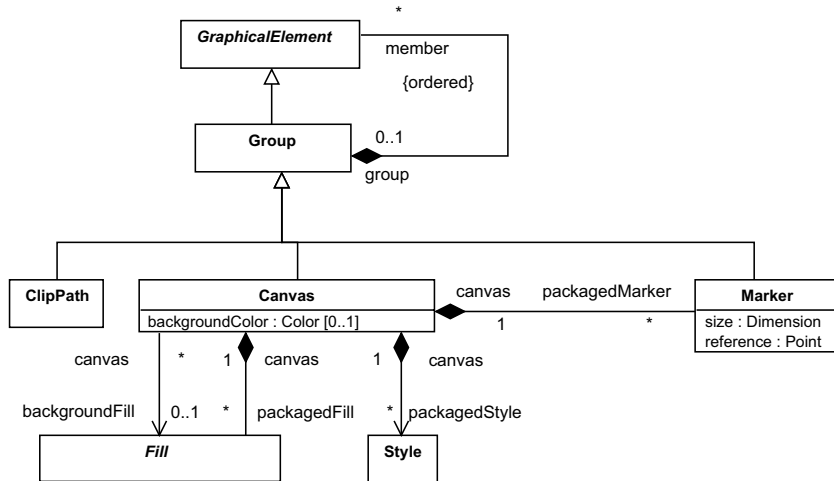 *
GraphicalElement
member
{ordered}
Group
0..1
group
ClipPath
Canvas
backgroundColor : Color [0..1]
canvas
packagedMarker
1
*
Marker
size : Dimension
reference : Point
canvas
*
1
canvas
1
canvas
backgroundFill
0..1
*
packagedFill
*
packagedStyle
Fill
Style